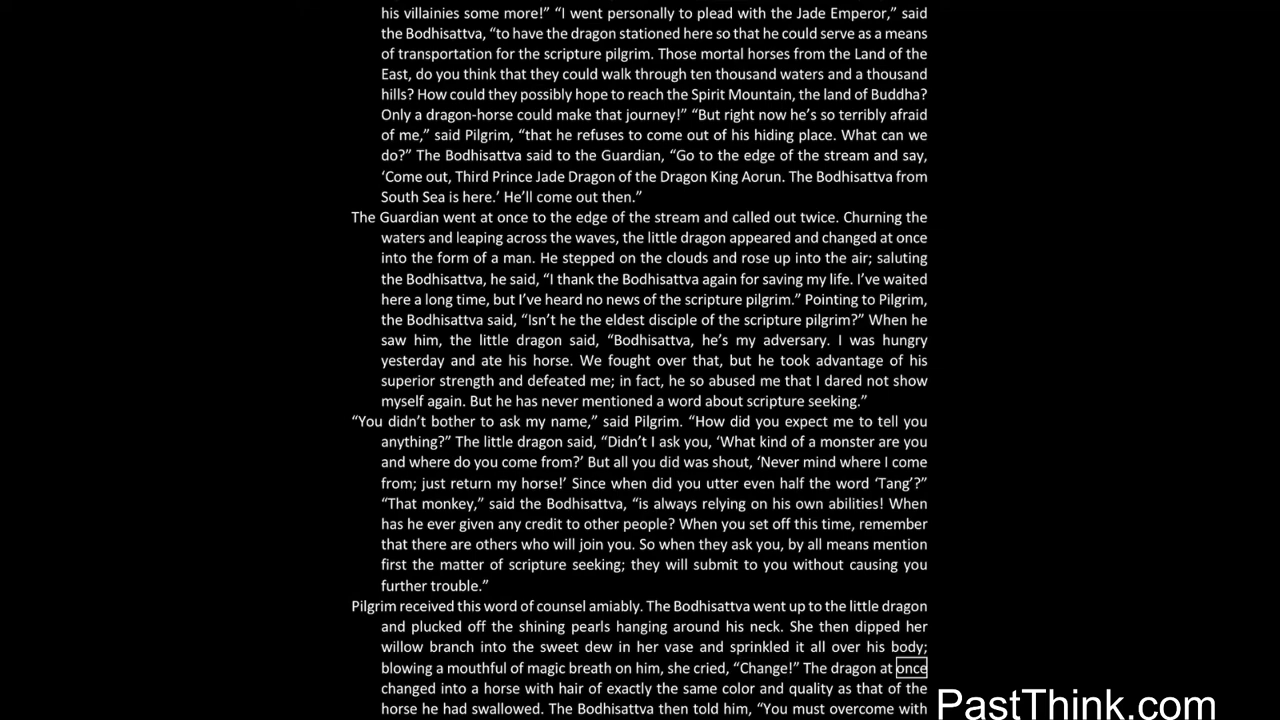 his villainies some more!” “I went personally to plead with the Jade Emperor,” said
the Bodhisattva, “to have the dragon stationed here so that he could serve as a means
of transportation for the scripture pilgrim. Those mortal horses from the Land of the
East, do you think that they could walk through ten thousand waters and a thousand
hills? How could they possibly hope to reach the Spirit Mountain, the land of Buddha?
Only a dragon-horse could make that journey!” “But right now he’s so terribly afraid
of me,” said Pilgrim, “that he refuses to come out of his hiding place. What can we
do?” The Bodhisattva said to the Guardian, “Go to the edge of the stream and say,
‘Come out, Third Prince Jade Dragon of the Dragon King Aorun. The Bodhisattva from
South Sea is here.’ He’ll come out then.”
The Guardian went at once to the edge of the stream and called out twice. Churning the
waters and leaping across the waves, the little dragon appeared and changed at once
into the form of a man. He stepped on the clouds and rose up into the air; saluting
the Bodhisattva, he said, “I thank the Bodhisattva again for saving my life. I’ve waited
here a long time, but I’ve heard no news of the scripture pilgrim.” Pointing to Pilgrim,
the Bodhisattva said, “Isn’t he the eldest disciple of the scripture pilgrim?” When he
saw him, the little dragon said, “Bodhisattva, he’s my adversary. I was hungry
yesterday and ate his horse. We fought over that, but he took advantage of his
superior strength and defeated me; in fact, he so abused me that I dared not show
myself again. But he has never mentioned a word about scripture seeking.”
“You didn’t bother to ask my name,” said Pilgrim. “How did you expect me to tell you
anything?” The little dragon said, “Didn’t I ask you, ‘What kind of a monster are you
and where do you come from?’ But all you did was shout, ‘Never mind where I come
from; just return my horse!’ Since when did you utter even half the word ‘Tang’?”
“That monkey,” said the Bodhisattva, “is always relying on his own abilities! When
has he ever given any credit to other people? When you set off this time, remember
that there are others who will join you. So when they ask you, by all means mention
first the matter of scripture seeking; they will submit to you without causing you
further trouble.”
Pilgrim received this word of counsel amiably. The Bodhisattva went up to the little dragon
and plucked off the shining pearls hanging around his neck. She then dipped her
willow branch into the sweet dew in her vase and sprinkled it all over his body;
blowing a mouthful of magic breath on him, she cried, “Change!” The dragon at once
changed into a horse with hair of exactly the same color and quality as that of the
horse he had swallowed. The Bodhisattva then told him, “You must overcome with
PastThink.com